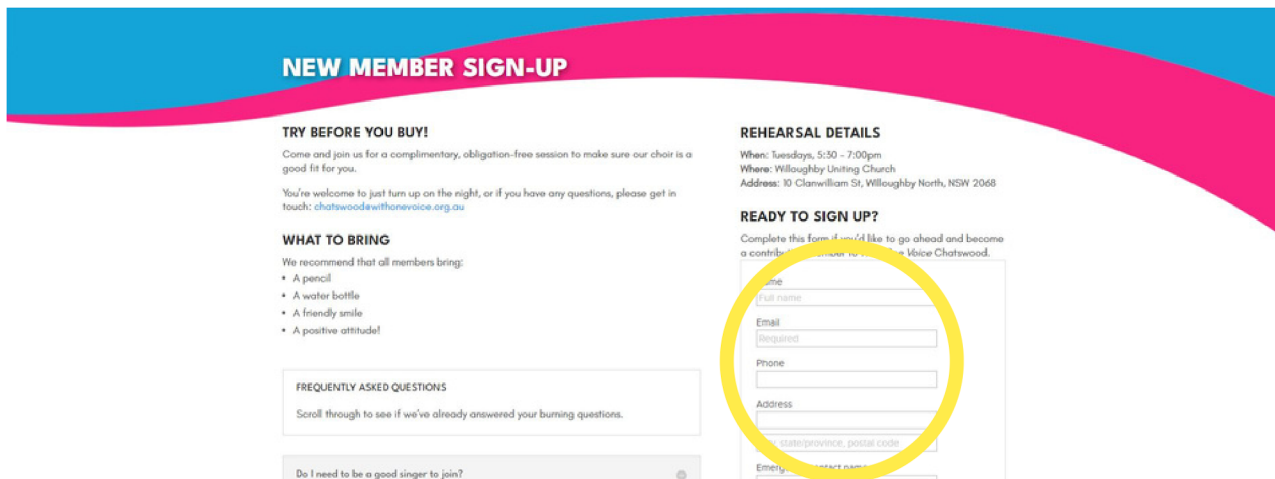 NEW MEMBER SIGN-UP
TRY BEFORE YOU BUY!
Come and join us for a complimentary, obligation-free session to make sure our choir is a
good fit for you.
You're welcome to just turn up on the night, or if you have any questions, please get in
touch: chatswood@withonevoice.org.au
WHAT TO BRING
We recommend that all members bring:
• A pencil
• A water bottle
• A friendly smile
• A positive attitude!
FREQUENTLY ASKED QUESTIONS
Scroll through to see if we've already answered your burning questions.
Do I need to be a good singer to join?
REHEARSAL DETAILS
When: Tuesdays, 5:30 - 7:00pm
Where: Willoughby Uniting Church
Address: 10 Clanwilliam St, Willoughby North, NSW 2068
READY TO SIGN UP?
Complete this form if you'd like to go ahead and become
a Voice Chatswood.
Full name
Email
Required
Phone
Address
state/province, postal code
name